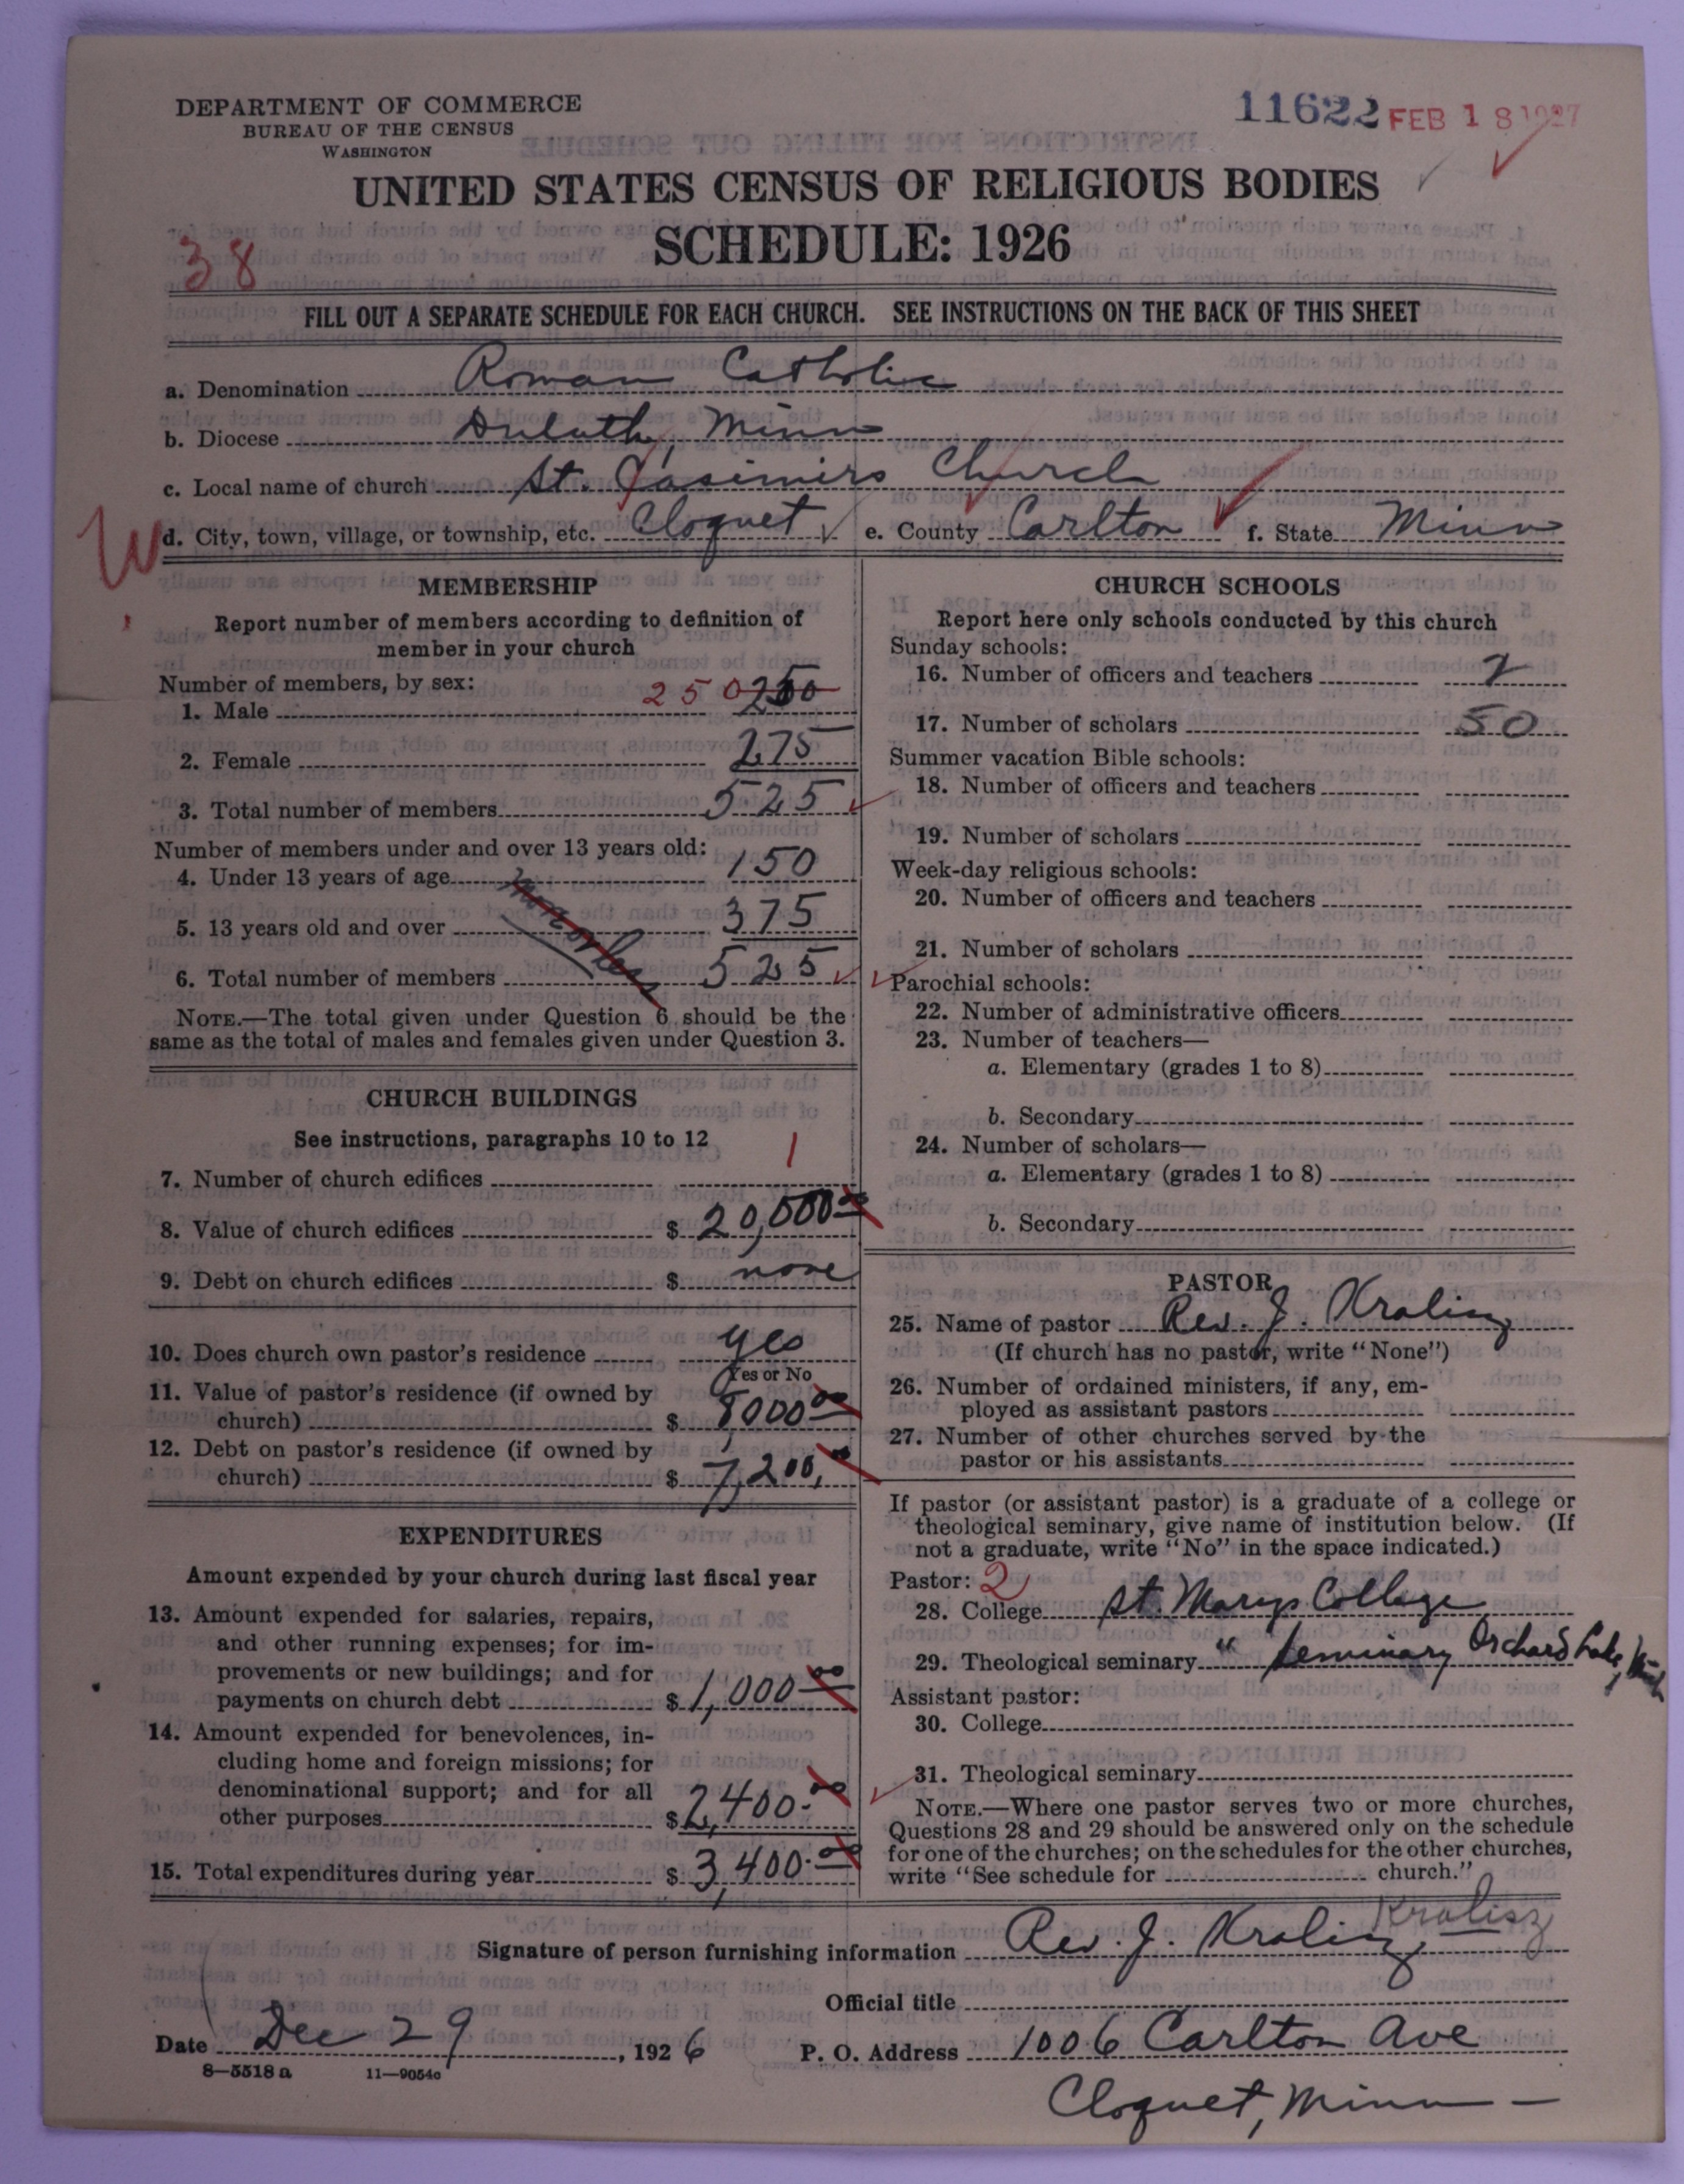 DEPARTMENT OF COMMERCE
BUREAU OF THE CENSUS
WASHINGTON
11622 FEB 18 1927
UNITED STATES CENSUS OF RELIGIOUS BODIES
SCHEDULE: 1926
38
FILL OUT A SEPARATE SCHEDULE FOR EACH CHURCH. SEE INSTRUCTIONS ON THE BACK OF THIS SHEET
a. Denomination Roman Catholic
b. Diocese Duluth, Minn
c. Local name of church St. Casimirs Church
d. City, town, village, or township, etc. Cloquet e. County Carlton f. State Minn
MEMBERSHIP
Report number of members according to definition of
member in your church
Number of members, by sex:
1. Male 250 250
2. Female 275
3. Total number of members 525
Number of members under and over 13 years old:
4. Under 13 years of age 150
5. 13 years old and over 375
6. Total number of members 525
NOTE.—The total given under Question 6 should be the
same as the total of males and females given under Question 3.
CHURCH BUILDINGS
See instructions, paragraphs 10 to 12
7. Number of church edifices 1
8. Value of church edifices $ 20,000.00
9. Debt on church edifices $ none
10. Does church own pastor's residence yes
Yes or No
11. Value of pastor's residence (if owned by
church) $ 8000.00
12. Debt on pastor's residence (if owned by
church) $ 7,200.00
EXPENDITURES
Amount expended by your church during last fiscal year
13. Amount expended for salaries, repairs,
and other running expenses; for im-
provements or new buildings; and for
payments on church debt $ 1,000.00
14. Amount expended for benevolences, in-
cluding home and foreign missions; for
denominational support; and for all
other purposes $ 2,400.00
15. Total expenditures during year $ 3,400.00
CHURCH SCHOOLS
Report here only schools conducted by this church
Sunday schools:
16. Number of officers and teachers 2
17. Number of scholars 50
Summer vacation Bible schools:
18. Number of officers and teachers
19. Number of scholars
Week-day religious schools:
20. Number of officers and teachers
21. Number of scholars
Parochial schools:
22. Number of administrative officers
23. Number of teachers—
a. Elementary (grades 1 to 8)
b. Secondary
24. Number of scholars—
a. Elementary (grades 1 to 8)
b. Secondary
PASTOR
25. Name of pastor Rev. J. Kralisz
(If church has no pastor, write "None")
26. Number of ordained ministers, if any, em-
ployed as assistant pastors
27. Number of other churches served by the
pastor or his assistants
If pastor (or assistant pastor) is a graduate of a college or
theological seminary, give name of institution below. (If
not a graduate, write "No" in the space indicated.)
Pastor: 2
28. College St. Marys College
29. Theological seminary " Seminary Orchard Lake, Mich
Assistant pastor:
30. College
31. Theological seminary
NOTE.—Where one pastor serves two or more churches,
Questions 28 and 29 should be answered only on the schedule
for one of the churches; on the schedules for the other churches,
write "See schedule for church."
Kralisz
Signature of person furnishing information Rev. J. Kralisz
Official title
Date Dec 29, 1926 P. O. Address 1006 Carlton Ave
8—5518 a 11—9054a
Cloquet, Minn —